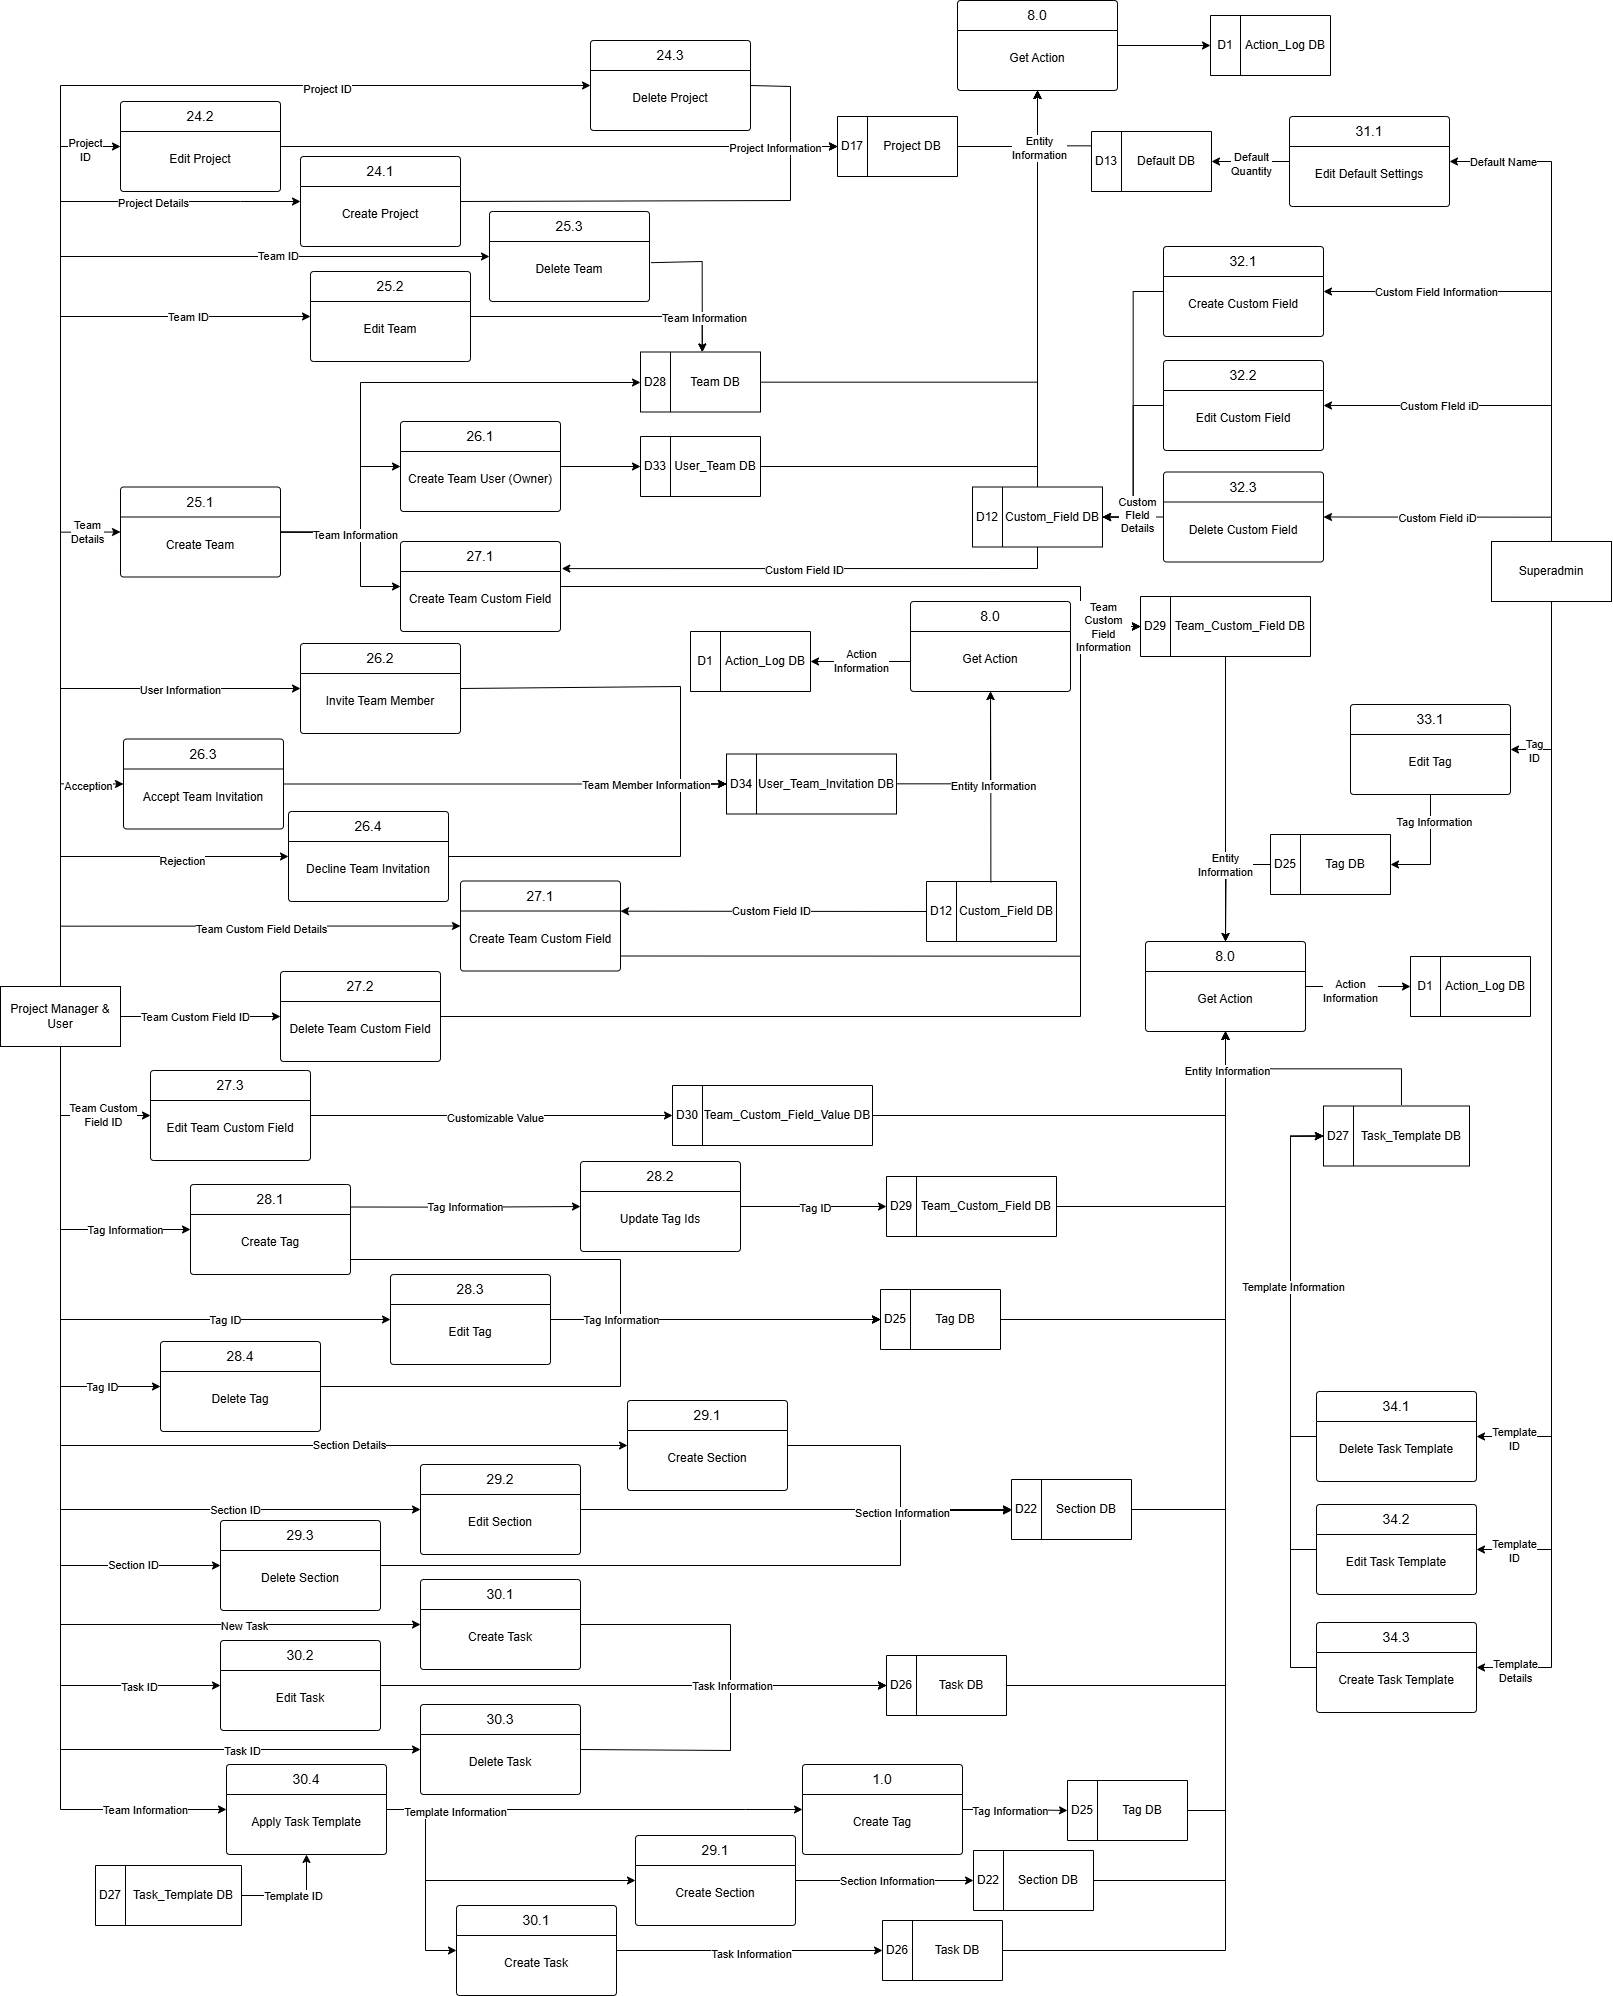 8.0
Get Action
D1
Action_Log DB
24.3
Delete Project
Project ID
24.2
Edit Project
Project
ID
Project Information
D17
Project DB
Entity
Information
D13
Default DB
Default
Quantity
31.1
Edit Default Settings
Default Name
24.1
Create Project
Project Details
25.3
Delete Team
Team ID
25.2
Edit Team
Team ID
Team Information
32.1
Create Custom Field
Custom Field Information
D28
Team DB
32.2
Edit Custom Field
Custom FIeld iD
26.1
Create Team User (Owner)
D33
User_Team DB
25.1
Create Team
Team
Details
Team Information
D12
Custom_Field DB
Custom
FIeld
Details
32.3
Delete Custom Field
Custom Field iD
Superadmin
27.1
Create Team Custom Field
Custom Field ID
Team
Custom
Field
Information
D29
Team_Custom_Field DB
8.0
Get Action
Action
Information
D1
Action_Log DB
26.2
Invite Team Member
User Information
33.1
Edit Tag
Tag
ID
Tag Information
26.3
Accept Team Invitation
Acception
Team Member Information
D34
User_Team_Invitation DB
Entity Information
26.4
Decline Team Invitation
Rejection
Entity
Information
D25
Tag DB
27.1
Create Team Custom Field
Team Custom Field Details
Custom Field ID
D12
Custom_Field DB
8.0
Get Action
Action
Information
D1
Action_Log DB
Project Manager &
User
Team Custom Field ID
27.2
Delete Team Custom Field
Entity Information
27.3
Edit Team Custom Field
Team Custom
Field ID
Customizable Value
D30
Team_Custom_Field_Value DB
D27
Task_Template DB
28.1
Create Tag
Tag Information
Tag Information
28.2
Update Tag Ids
Tag ID
D29
Team_Custom_Field DB
Template Information
28.3
Edit Tag
Tag ID
Tag Information
D25
Tag DB
28.4
Delete Tag
Tag ID
29.1
Create Section
Section Details
34.1
Delete Task Template
Template
ID
29.2
Edit Section
Section ID
Section Information
D22
Section DB
29.3
Delete Section
Section ID
34.2
Edit Task Template
Template
ID
30.1
Create Task
New Task
30.2
Edit Task
Task ID
Task Information
D26
Task DB
34.3
Create Task Template
Template
Details
30.3
Delete Task
Task ID
30.4
Apply Task Template
Team Information
Template Information
1.0
Create Tag
Tag Information
D25
Tag DB
29.1
Create Section
Section Information
D22
Section DB
D27
Task_Template DB
Template ID
30.1
Create Task
Task Information
D26
Task DB